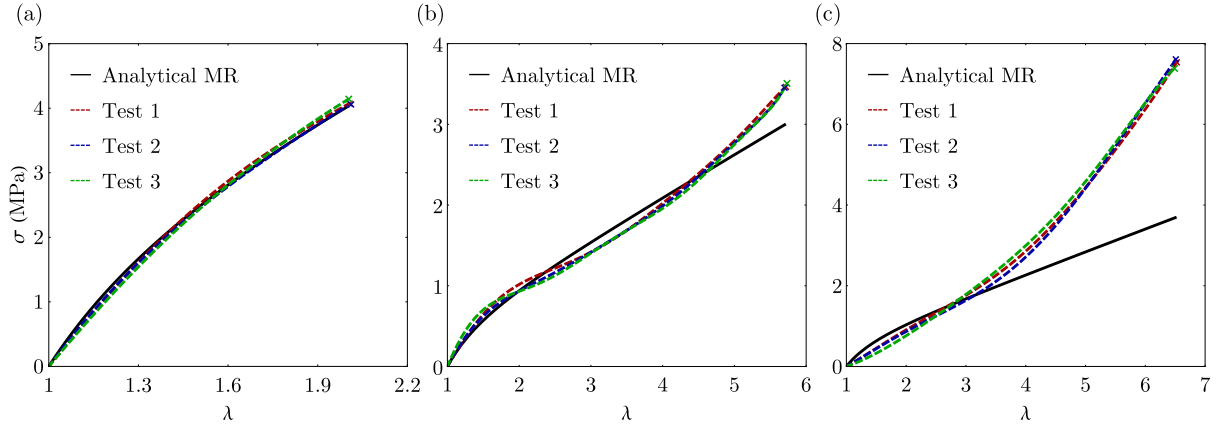 (a)
σ (MPa)
5
4
3
2
1
0
Analytical MR
Test 1
Test 2
Test 3
1 1.3 1.6 1.9 2.2
λ
(b)
4
3
2
1
0
Analytical MR
Test 1
Test 2
Test 3
1 2 3 4 5 6
λ
(c)
8
6
4
2
0
Analytical MR
Test 1
Test 2
Test 3
1 2 3 4 5 6 7
λ